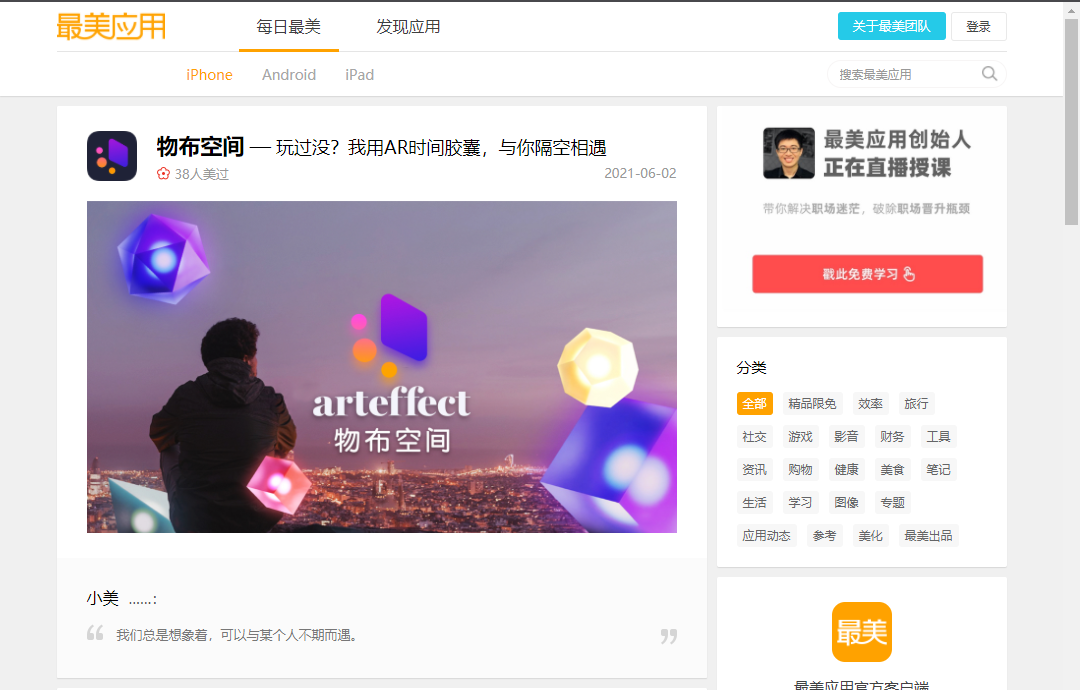 最美应用
每日最美
发现应用
关于最美团队
登录
iPhone
Android
iPad
搜索最美应用
物布空间 — 玩过没？我用AR时间胶囊，与你隔空相遇
38人美过
2021-06-02
arteffect
物布空间
小美 ......：
“ 我们总是想象着，可以与某个人不期而遇。 ”
最美应用创始人
正在直播授课
带你解决职场迷茫，破除职场晋升瓶颈
戳此免费学习
分类
全部 精品限免 效率 旅行
社交 游戏 影音 财务 工具
资讯 购物 健康 美食 笔记
生活 学习 图像 专题
应用动态 参考 美化 最美出品
最美
最美应用官方客户端